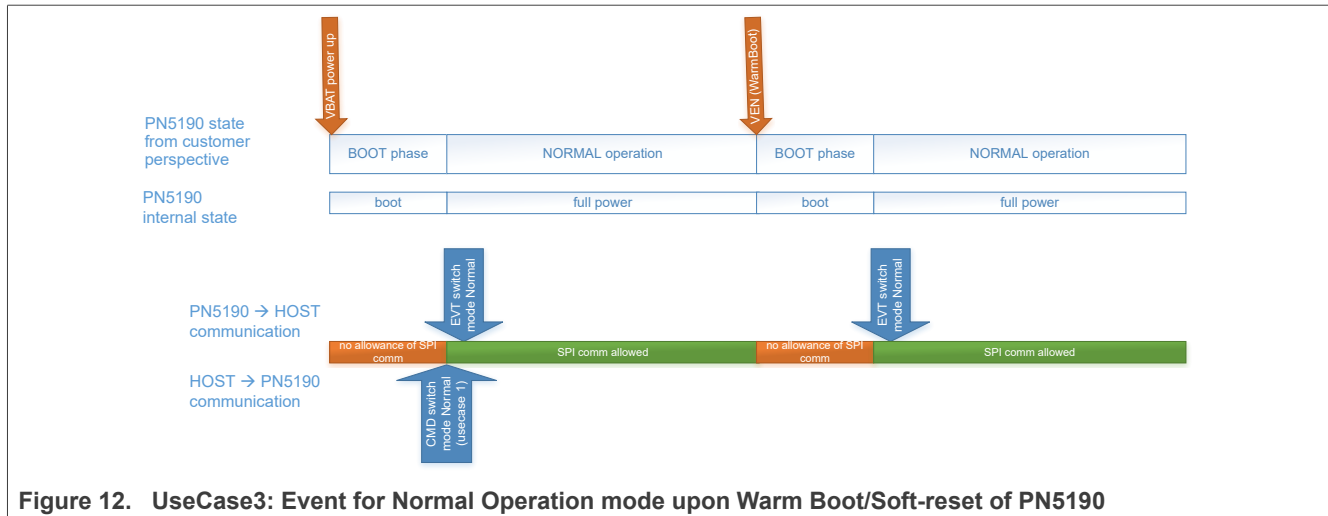 VBAT power up
VEN (WarmBoot)
PN5190 state
from customer
perspective
BOOT phase
NORMAL operation
BOOT phase
NORMAL operation
PN5190
internal state
boot
full power
boot
full power
EVT switch
mode Normal
EVT switch
mode Normal
PN5190 → HOST
communication
no allowance of SPI
comm
SPI comm allowed
no allowance of SPI
comm
SPI comm allowed
HOST → PN5190
communication
CMD switch
mode Normal
(usecase 1)
Figure 12. UseCase3: Event for Normal Operation mode upon Warm Boot/Soft-reset of PN5190